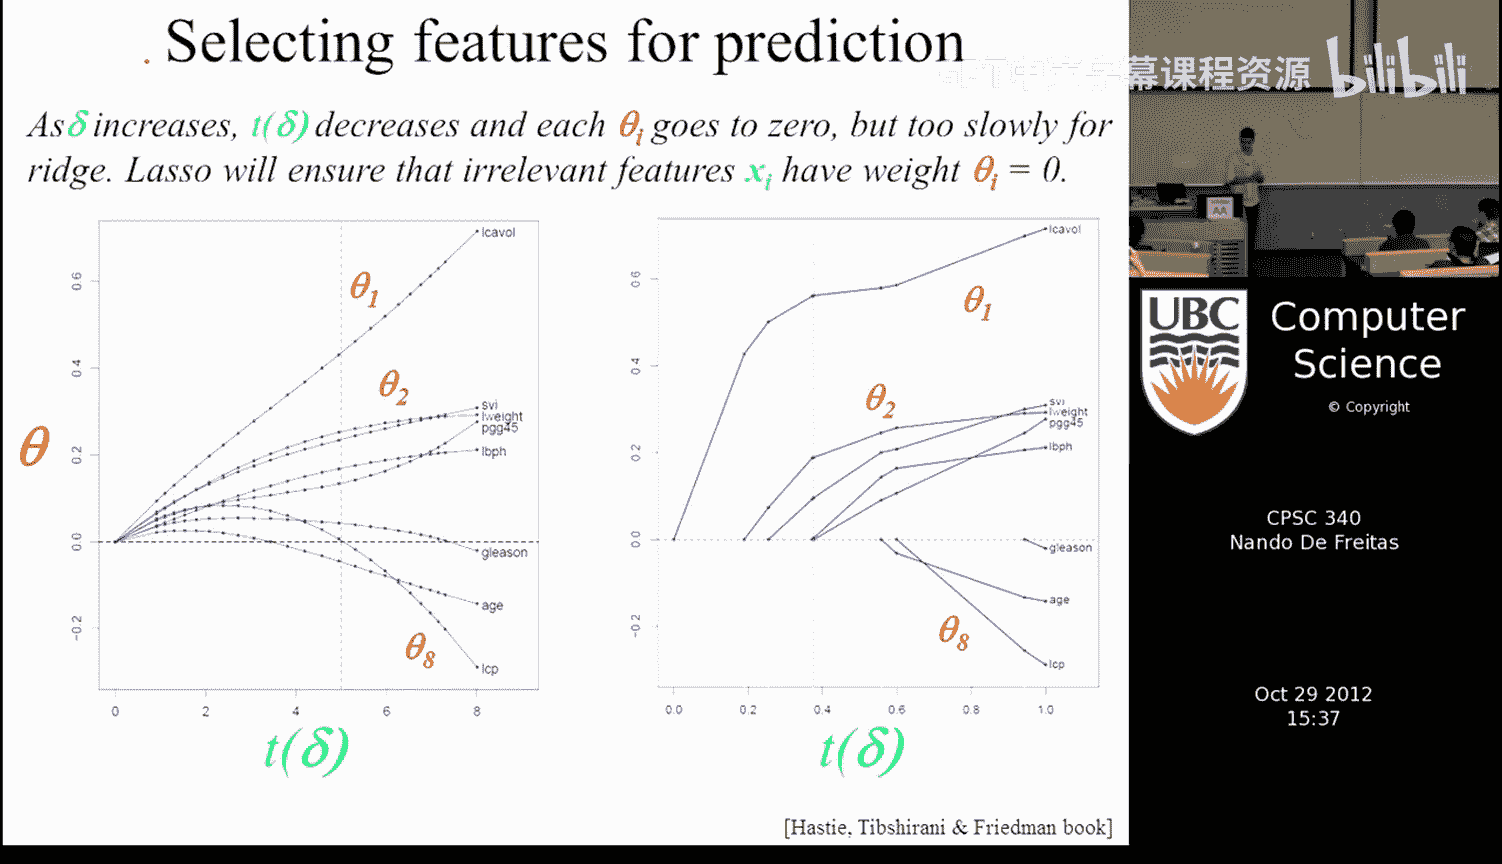 Selecting features for prediction
幕课程资源 bilibili
As δ increases, t(δ) decreases and each θi goes to zero, but too slowly for
ridge. Lasso will ensure that irrelevant features xi have weight θi = 0.
θ
0.6
0.4
0.2
0.0
-0.2
lcavol
svi
lweight
pgg45
lbph
gleason
age
lcp
θ1
θ2
θ8
0 2 4 6 8
t(δ)
0.6
0.4
0.2
0.0
-0.2
lcavol
svi
lweight
pgg45
lbph
gleason
age
lcp
θ1
θ2
θ8
0.0 0.2 0.4 0.6 0.8 1.0
t(δ)
[Hastie, Tibshirani & Friedman book]
UBC
Computer
Science
© Copyright
CPSC 340
Nando De Freitas
Oct 29 2012
15:37